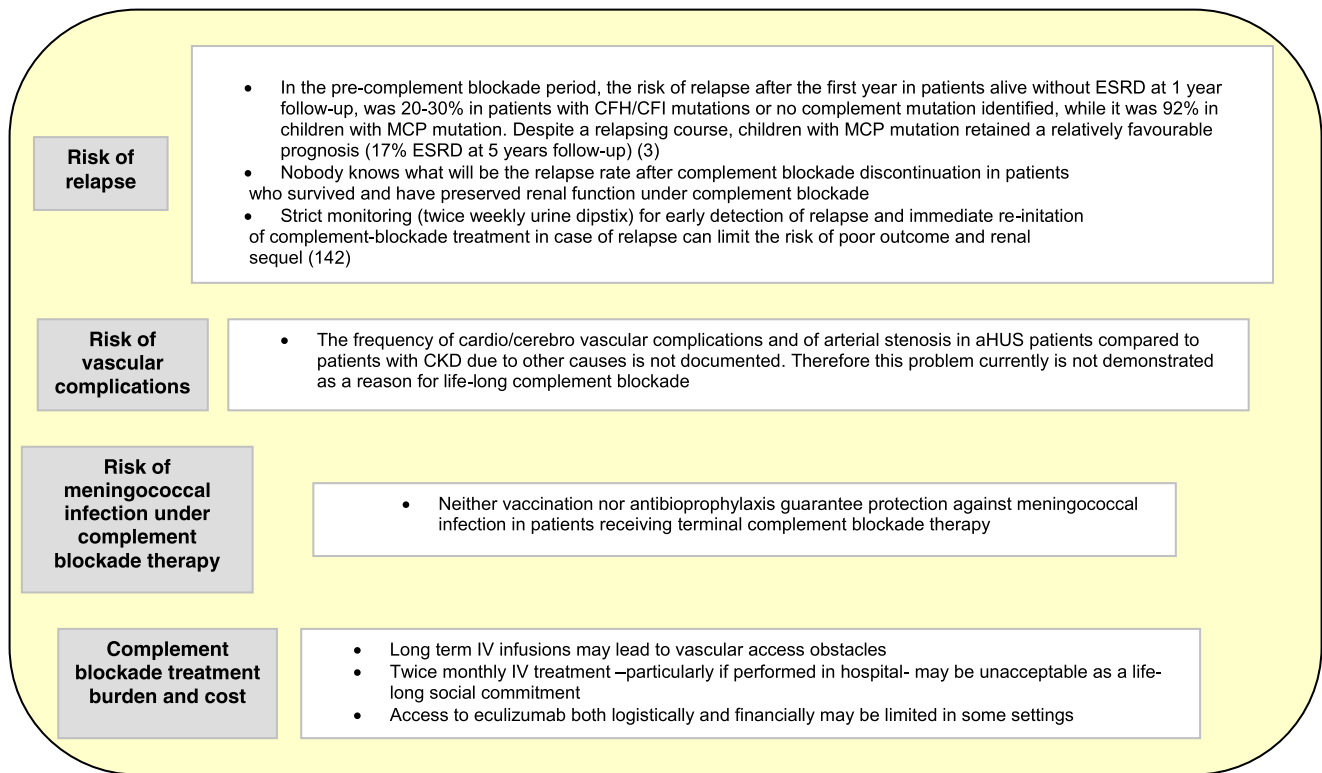 Risk of
relapse
• In the pre-complement blockade period, the risk of relapse after the first year in patients alive without ESRD at 1 year
follow-up, was 20-30% in patients with CFH/CFI mutations or no complement mutation identified, while it was 92% in
children with MCP mutation. Despite a relapsing course, children with MCP mutation retained a relatively favourable
prognosis (17% ESRD at 5 years follow-up) (3)
• Nobody knows what will be the relapse rate after complement blockade discontinuation in patients
who survived and have preserved renal function under complement blockade
• Strict monitoring (twice weekly urine dipstix) for early detection of relapse and immediate re-initation
of complement-blockade treatment in case of relapse can limit the risk of poor outcome and renal
sequel (142)
Risk of
vascular
complications
• The frequency of cardio/cerebro vascular complications and of arterial stenosis in aHUS patients compared to
patients with CKD due to other causes is not documented. Therefore this problem currently is not demonstrated
as a reason for life-long complement blockade
Risk of
meningococcal
infection under
complement
blockade therapy
• Neither vaccination nor antibioprophylaxis guarantee protection against meningococcal
infection in patients receiving terminal complement blockade therapy
Complement
blockade treatment
burden and cost
• Long term IV infusions may lead to vascular access obstacles
• Twice monthly IV treatment –particularly if performed in hospital- may be unacceptable as a life-
long social commitment
• Access to eculizumab both logistically and financially may be limited in some settings